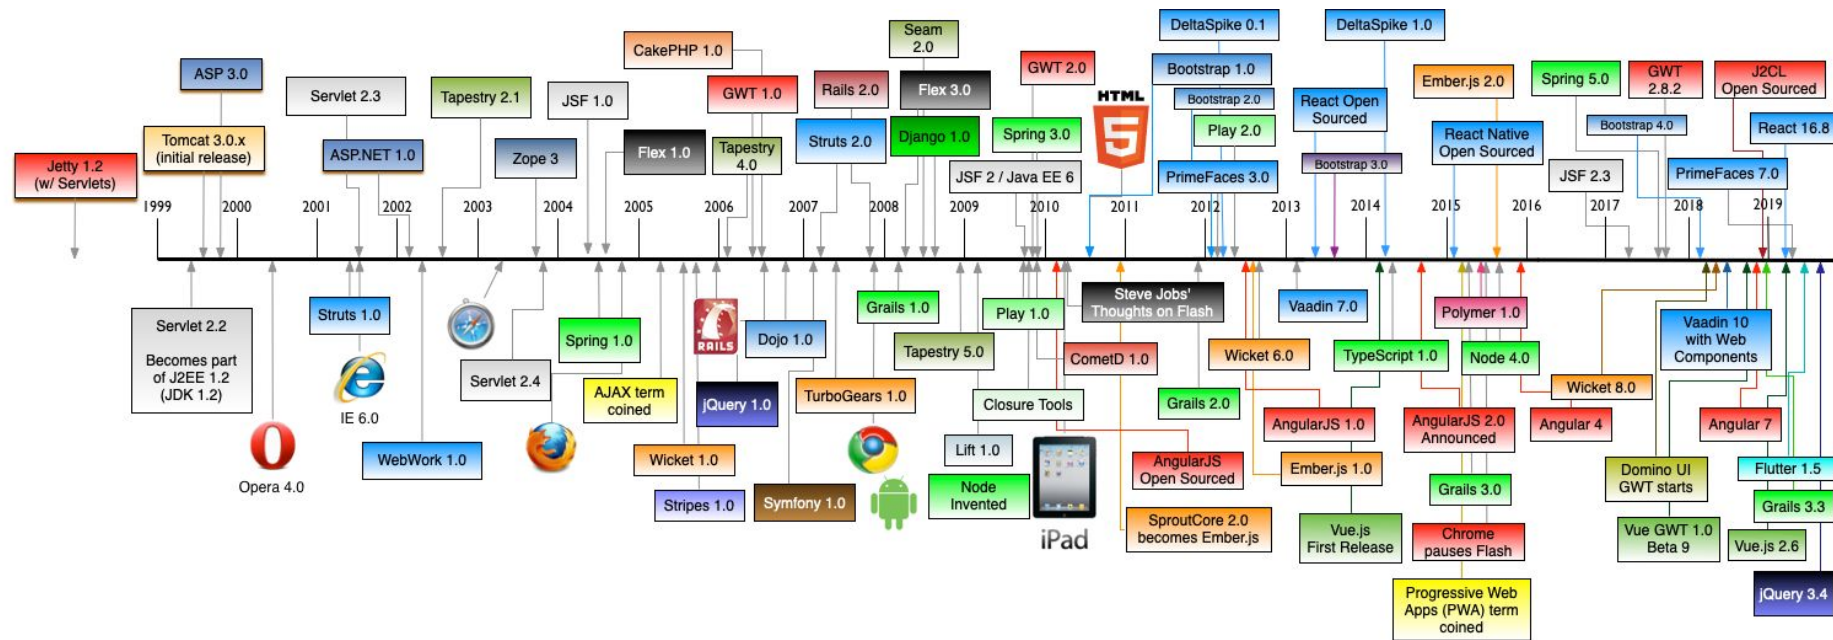 DeltaSpike 0.1
DeltaSpike 1.0
Seam
2.0
CakePHP 1.0
GWT 2.0
Bootstrap 1.0
ASP 3.0
Servlet 2.3
Tapestry 2.1
JSF 1.0
GWT 1.0
Rails 2.0
Flex 3.0
HTML
5
Bootstrap 2.0
React Open
Sourced
Ember.js 2.0
Spring 5.0
GWT
2.8.2
J2CL
Open Sourced
Tomcat 3.0.x
(initial release)
ASP.NET 1.0
Zope 3
Flex 1.0
Tapestry
4.0
Struts 2.0
Django 1.0
Spring 3.0
Play 2.0
React Native
Open Sourced
Bootstrap 4.0
React 16.8
Jetty 1.2
(w/ Servlets)
JSF 2 / Java EE 6
PrimeFaces 3.0
Bootstrap 3.0
JSF 2.3
PrimeFaces 7.0
1999
2000
2001
2002
2003
2004
2005
2006
2007
2008
2009
2010
2011
2012
2013
2014
2015
2016
2017
2018
2019
Servlet 2.2
Becomes part
of J2EE 1.2
(JDK 1.2)
Struts 1.0
IE 6.0
Opera 4.0
WebWork 1.0
Servlet 2.4
Spring 1.0
AJAX term
coined
Wicket 1.0
Stripes 1.0
RAILS
jQuery 1.0
Dojo 1.0
Symfony 1.0
TurboGears 1.0
Grails 1.0
Tapestry 5.0
Play 1.0
Closure Tools
Lift 1.0
Node
Invented
iPad
Steve Jobs'
Thoughts on Flash
CometD 1.0
Grails 2.0
AngularJS
Open Sourced
SproutCore 2.0
becomes Ember.js
Vaadin 7.0
Wicket 6.0
AngularJS 1.0
Ember.js 1.0
TypeScript 1.0
Vue.js
First Release
AngularJS 2.0
Announced
Polymer 1.0
Node 4.0
Grails 3.0
Chrome
pauses Flash
Progressive Web
Apps (PWA) term
coined
Angular 4
Wicket 8.0
Vaadin 10
with Web
Components
Angular 7
Domino UI
GWT starts
Flutter 1.5
Vue GWT 1.0
Beta 9
Grails 3.3
Vue.js 2.6
jQuery 3.4